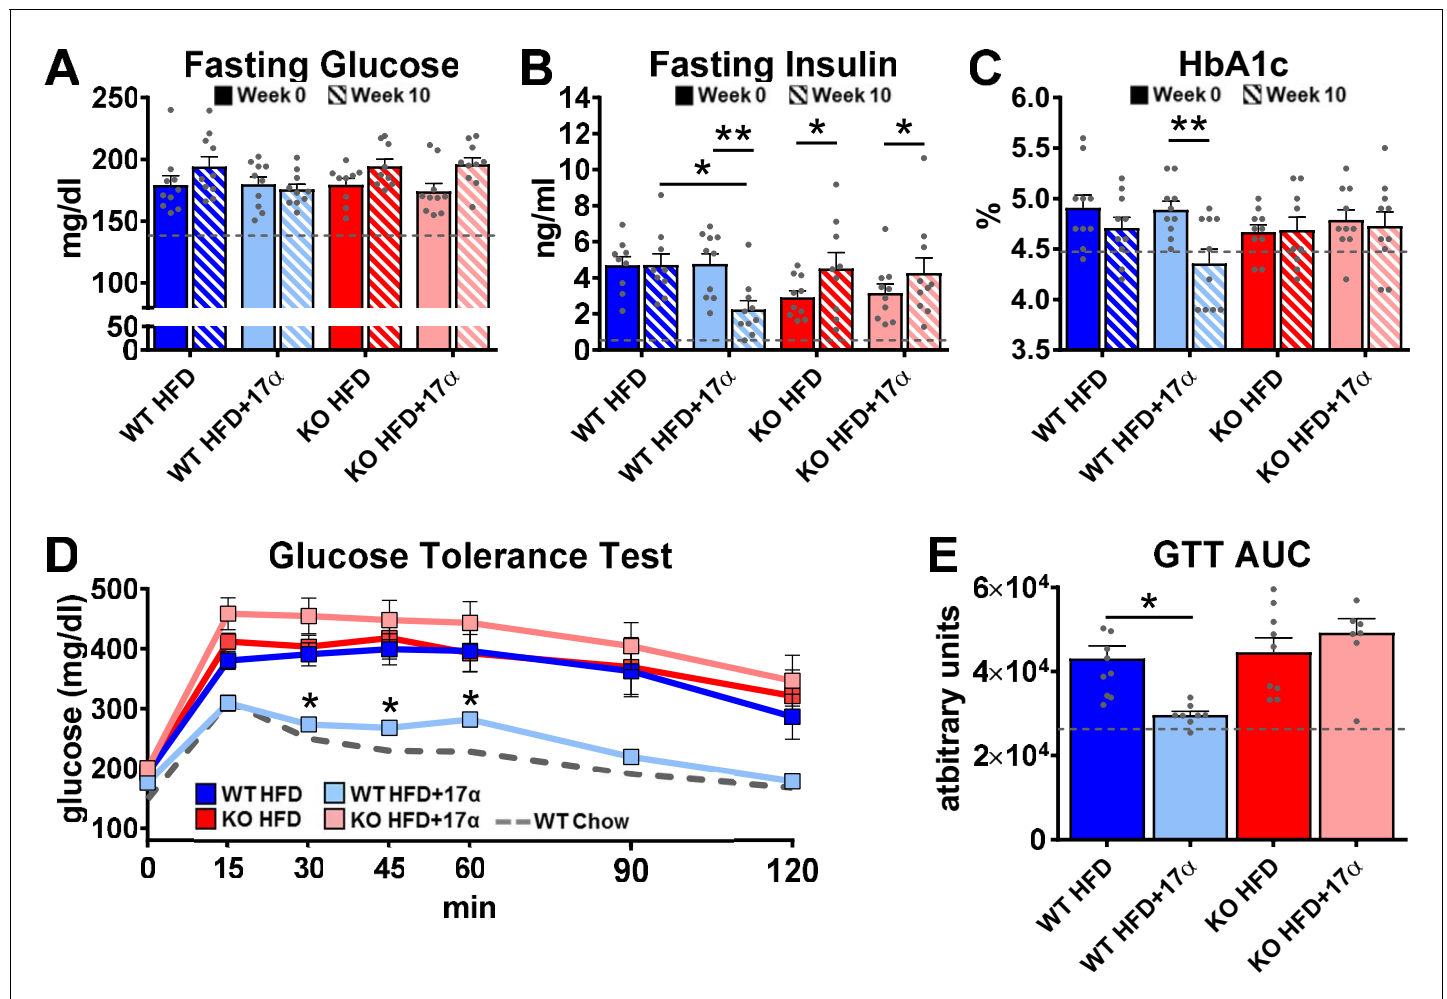 A Fasting Glucose
Week 0 Week 10
250
200
150
100
50
0
mg/dl
WT HFD
WT HFD+17α
KO HFD
KO HFD+17α
B Fasting Insulin
Week 0 Week 10
14
12
10
8
6
4
2
0
ng/ml
**
*
*
*
WT HFD
WT HFD+17α
KO HFD
KO HFD+17α
C HbA1c
Week 0 Week 10
6.0
5.5
5.0
4.5
4.0
3.5
%
**
WT HFD
WT HFD+17α
KO HFD
KO HFD+17α
D Glucose Tolerance Test
500
400
300
200
100
glucose (mg/dl)
* * *
WT HFD WT HFD+17α
KO HFD KO HFD+17α WT Chow
0 15 30 45 60 90 120
min
E GTT AUC
6×10⁴
4×10⁴
2×10⁴
0
atbitrary units
*
WT HFD
WT HFD+17α
KO HFD
KO HFD+17α